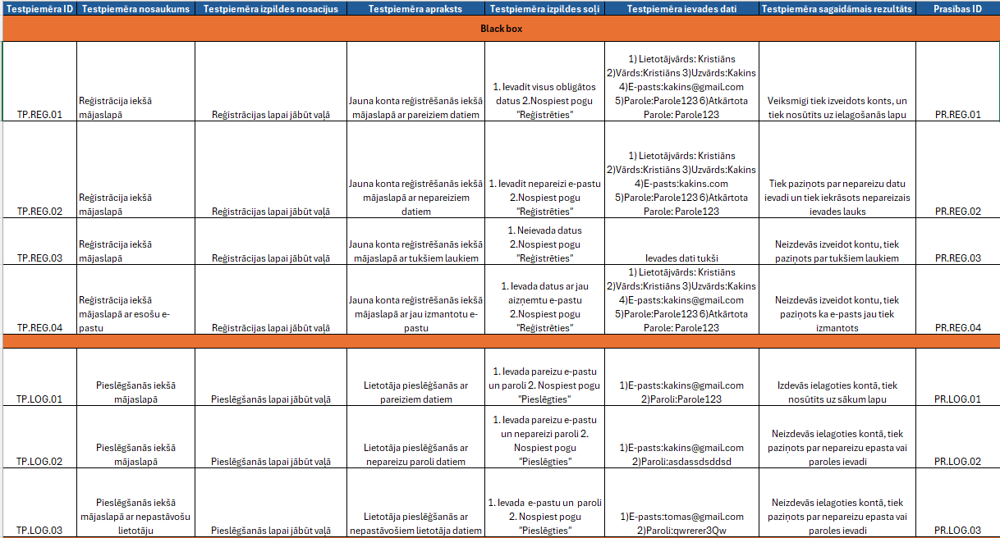 Testpiemēra ID Testpiemēra nosaukums Testpiemēra izpildes nosacijus Testpiemēra apraksts Testpiemēra izpildes soļi Testpiemēra ievades dati Testpiemēra sagaidāmais rezultāts Prasības ID
Black box
TP.REG.01
Reģistrācija iekšā
mājaslapā
Reģistrācijas lapai jābūt vaļā
Jauna konta reģistrēšanās iekšā
mājaslapā ar pareiziem datiem
1. Ievadīt visus obligātos
datus 2.Nospiest pogu
"Reģistrēties"
1) Lietotājvārds: Kristiāns
2)Vārds:Kristiāns 3)Uzvārds:Kakins
4)E-pasts:kakins@gmail.com
5)Parole:Parole123 6)Atkārtota
Parole: Parole123
Veiksmīgi tiek izveidots konts, un
tiek nosūtīts uz ielagošanās lapu
PR.REG.01
TP.REG.02
Reģistrācija iekšā
mājaslapā
Reģistrācijas lapai jābūt vaļā
Jauna konta reģistrēšanās iekšā
mājaslapā ar nepareiziem
datiem
1. Ievadīt nepareizi e-pastu
2.Nospiest pogu
"Reģistrēties"
1) Lietotājvārds: Kristiāns
2)Vārds:Kristiāns 3)Uzvārds:Kakins
4)E-pasts:kakins.com
5)Parole:Parole123 6)Atkārtota
Parole: Parole123
Tiek paziņots par nepareizu datu
ievadi un tiek iekrāsots nepareizais
ievades lauks
PR.REG.02
TP.REG.03
Reģistrācija iekšā
mājaslapā
Reģistrācijas lapai jābūt vaļā
Jauna konta reģistrēšanās iekšā
mājaslapā ar tukšiem laukiem
1. Neievada datus
2.Nospiest pogu
"Reģistrēties"
Ievades dati tukši
Neizdevās izveidot kontu, tiek
paziņots par tukšiem laukiem
PR.REG.03
TP.REG.04
Reģistrācija iekšā
mājaslapā ar esošu e-
pastu
Reģistrācijas lapai jābūt vaļā
Jauna konta reģistrēšanās iekšā
mājaslapā ar jau izmantotu e-
pastu
1. Ievada datus ar jau
aizņemtu e-pastu
2.Nospiest pogu
"Reģistrēties"
1) Lietotājvārds: Kristiāns
2)Vārds:Kristiāns 3)Uzvārds:Kakins
4)E-pasts:kakins@gmail.com
5)Parole:Parole123 6)Atkārtota
Parole: Parole123
Neizdevās izveidot kontu, tiek
paziņots ka e-pasts jau tiek
izmantots
PR.REG.04
TP.LOG.01
Pieslēgšanās iekšā
mājaslapā
Pieslēgšanās lapai jābūt vaļā
Lietotāja pieslēģšanās ar
pareiziem datiem
1. Ievada pareizu e-pastu
un paroli 2. Nospiest pogu
"Pieslēgties"
1)E-pasts:kakins@gmail.com
2)Paroli:Parole123
Izdevās ielagoties kontā, tiek
nosūtīts uz sākum lapu
PR.LOG.01
TP.LOG.02
Pieslēgšanās iekšā
mājaslapā
Pieslēgšanās lapai jābūt vaļā
Lietotāja pieslēģšanās ar
nepareizu paroli datiem
1. Ievada pareizu e-pastu
un nepareizi paroli 2.
Nospiest pogu
"Pieslēgties"
1)E-pasts:kakins@gmail.com
2)Paroli:asdassdsddsd
Neizdevās ielagoties kontā, tiek
paziņots par nepareizu epasta vai
paroles ievadi
PR.LOG.02
TP.LOG.03
Pieslēgšanās iekšā
mājaslapā ar nepastāvošu
lietotāju
Pieslēgšanās lapai jābūt vaļā
Lietotāja pieslēģšanās ar
nepastāvošiem lietotāja datiem
1. Ievada e-pastu un paroli
2. Nospiest pogu
"Pieslēgties"
1)E-pasts:tomas@gmail.com
2)Paroli:qwrerer3Qw
Neizdevās ielagoties kontā, tiek
paziņots par nepareizu epasta vai
paroles ievadi
PR.LOG.03